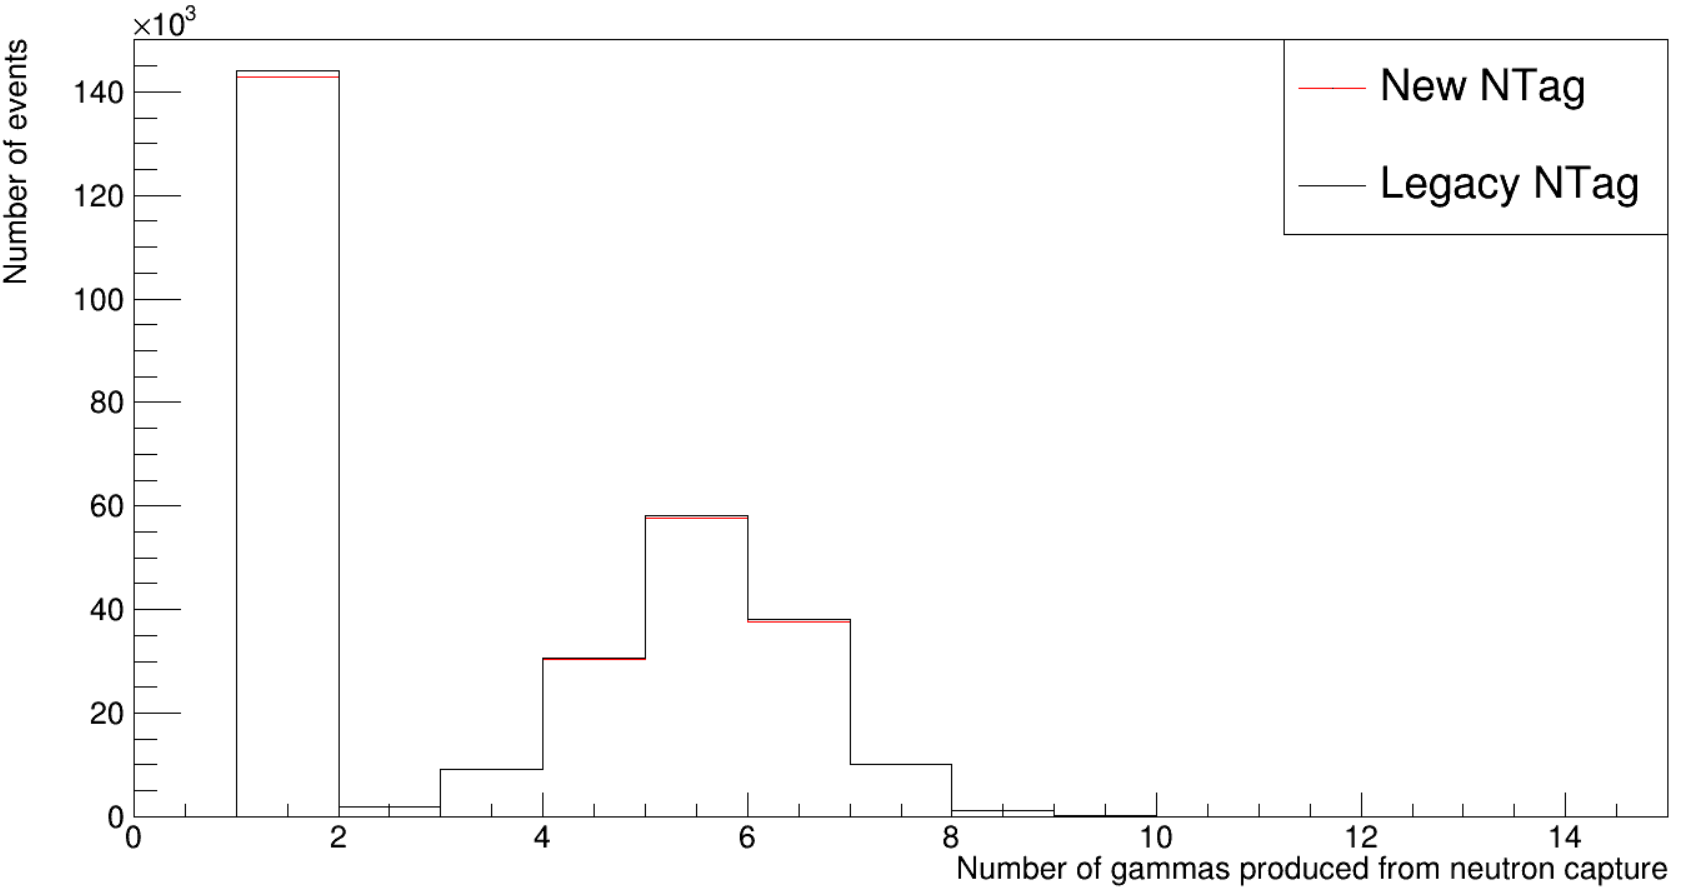 ×10³
Number of events
140
120
100
80
60
40
20
0
0 2 4 6 8 10 12 14
Number of gammas produced from neutron capture
New NTag
Legacy NTag